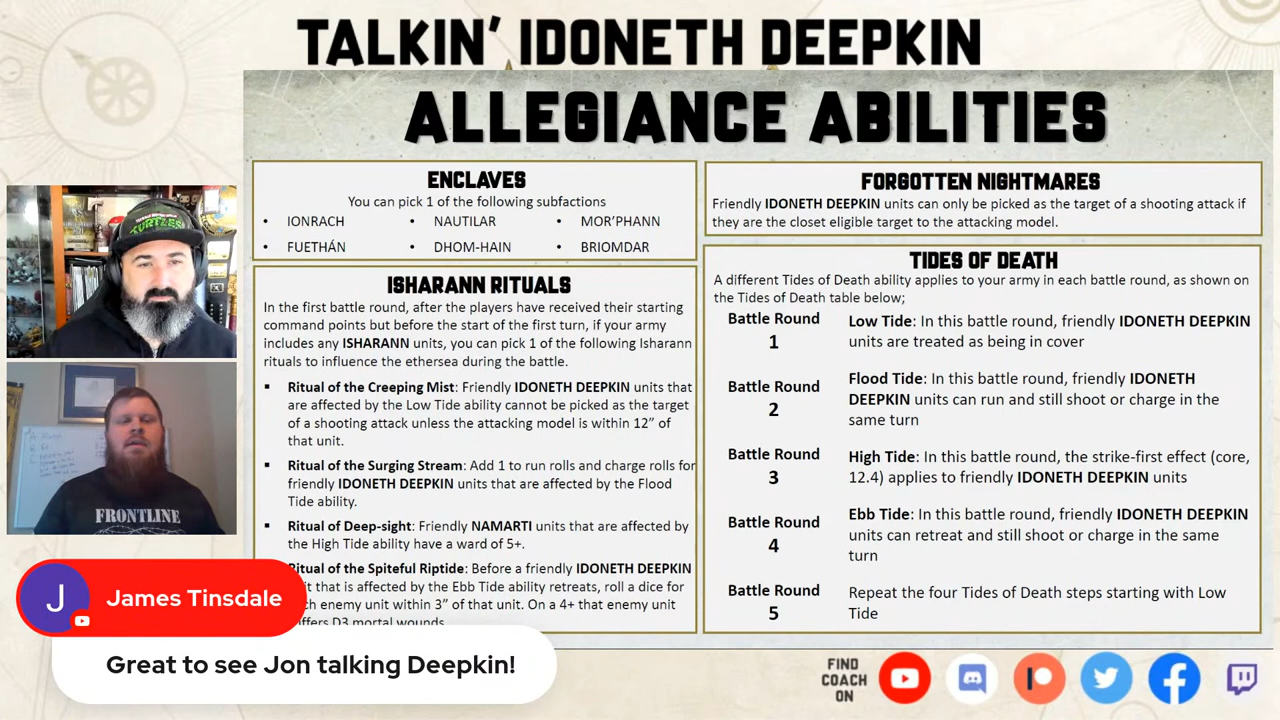 TALKIN' IDONETH DEEPKIN
ALLEGIANCE ABILITIES
ENCLAVES
You can pick 1 of the following subfactions
• IONRACH • NAUTILAR • MOR'PHANN
• FUETHÁN • DHOM-HAIN • BRIOMDAR
ISHARANN RITUALS
In the first battle round, after the players have received their starting
command points but before the start of the first turn, if your army
includes any ISHARANN units, you can pick 1 of the following Isharann
rituals to influence the ethersea during the battle.
▪ Ritual of the Creeping Mist: Friendly IDONETH DEEPKIN units that
are affected by the Low Tide ability cannot be picked as the target
of a shooting attack unless the attacking model is within 12" of
that unit.
▪ Ritual of the Surging Stream: Add 1 to run rolls and charge rolls for
friendly IDONETH DEEPKIN units that are affected by the Flood
Tide ability.
▪ Ritual of Deep-sight: Friendly NAMARTI units that are affected by
the High Tide ability have a ward of 5+.
Ritual of the Spiteful Riptide: Before a friendly IDONETH DEEPKIN
that is affected by the Ebb Tide ability retreats, roll a dice for
enemy unit within 3" of that unit. On a 4+ that enemy unit
D3 mortal wounds
FORGOTTEN NIGHTMARES
Friendly IDONETH DEEPKIN units can only be picked as the target of a shooting attack if
they are the closet eligible target to the attacking model.
TIDES OF DEATH
A different Tides of Death ability applies to your army in each battle round, as shown on
the Tides of Death table below;
Battle Round
1
Low Tide: In this battle round, friendly IDONETH DEEPKIN
units are treated as being in cover
Battle Round
2
Flood Tide: In this battle round, friendly IDONETH
DEEPKIN units can run and still shoot or charge in the
same turn
Battle Round
3
High Tide: In this battle round, the strike-first effect (core,
12.4) applies to friendly IDONETH DEEPKIN units
Battle Round
4
Ebb Tide: In this battle round, friendly IDONETH DEEPKIN
units can retreat and still shoot or charge in the same
turn
Battle Round
5
Repeat the four Tides of Death steps starting with Low
Tide
FRONTLINE
J
James Tinsdale
Great to see Jon talking Deepkin!
FIND
COACH
ON